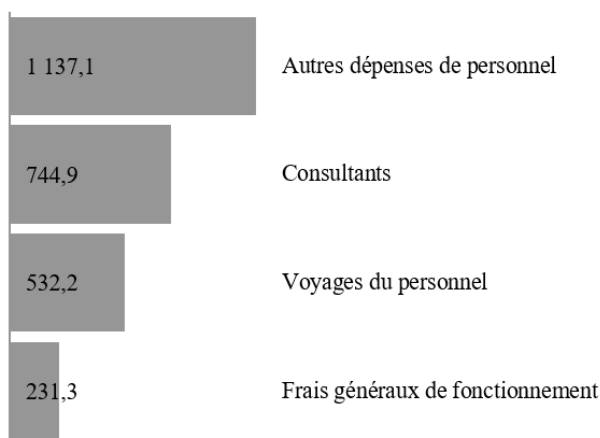 1 137,1 Autres dépenses de personnel
744,9 Consultants
532,2 Voyages du personnel
231,3 Frais généraux de fonctionnement